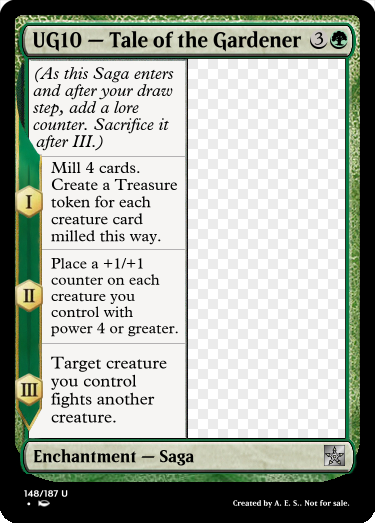 UG10 — Tale of the Gardener 3
(As this Saga enters
and after your draw
step, add a lore
counter. Sacrifice it
after III.)
I
Mill 4 cards.
Create a Treasure
token for each
creature card
milled this way.
II
Place a +1/+1
counter on each
creature you
control with
power 4 or greater.
III
Target creature
you control
fights another
creature.
Enchantment — Saga
148/187 U
Created by A. E. S.. Not for sale.